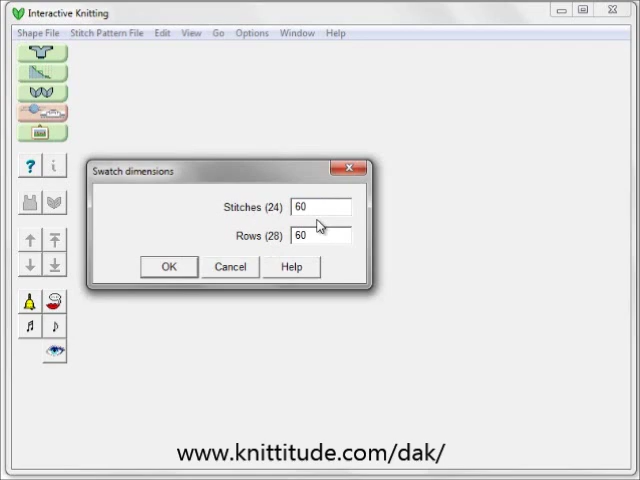 Interactive Knitting
Shape File Stitch Pattern File Edit View Go Options Window Help
Swatch dimensions
Stitches (24) 60
Rows (28) 60
OK Cancel Help
? i
www.knittitude.com/dak/